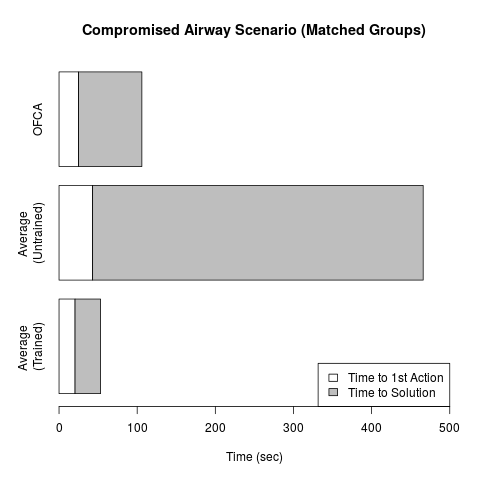 Compromised Airway Scenario (Matched Groups)
OFCA
Average
(Untrained)
Average
(Trained)
Time to 1st Action
Time to Solution
0 100 200 300 400 500
Time (sec)